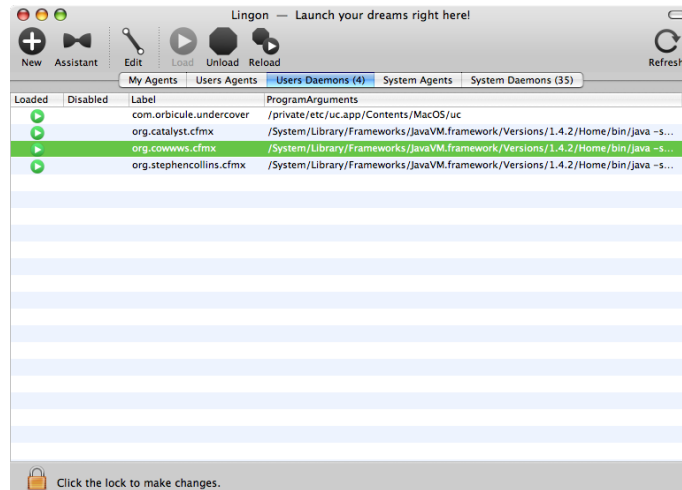 Lingon — Launch your dreams right here!
New Assistant Edit Load Unload Reload Refresh
My Agents Users Agents Users Daemons (4) System Agents System Daemons (35)
Loaded Disabled Label ProgramArguments
com.orbicule.undercover /private/etc/uc.app/Contents/MacOS/uc
org.catalyst.cfmx /System/Library/Frameworks/JavaVM.framework/Versions/1.4.2/Home/bin/java -s...
org.cowwws.cfmx /System/Library/Frameworks/JavaVM.framework/Versions/1.4.2/Home/bin/java -s...
org.stephencollins.cfmx /System/Library/Frameworks/JavaVM.framework/Versions/1.4.2/Home/bin/java -s...
Click the lock to make changes.